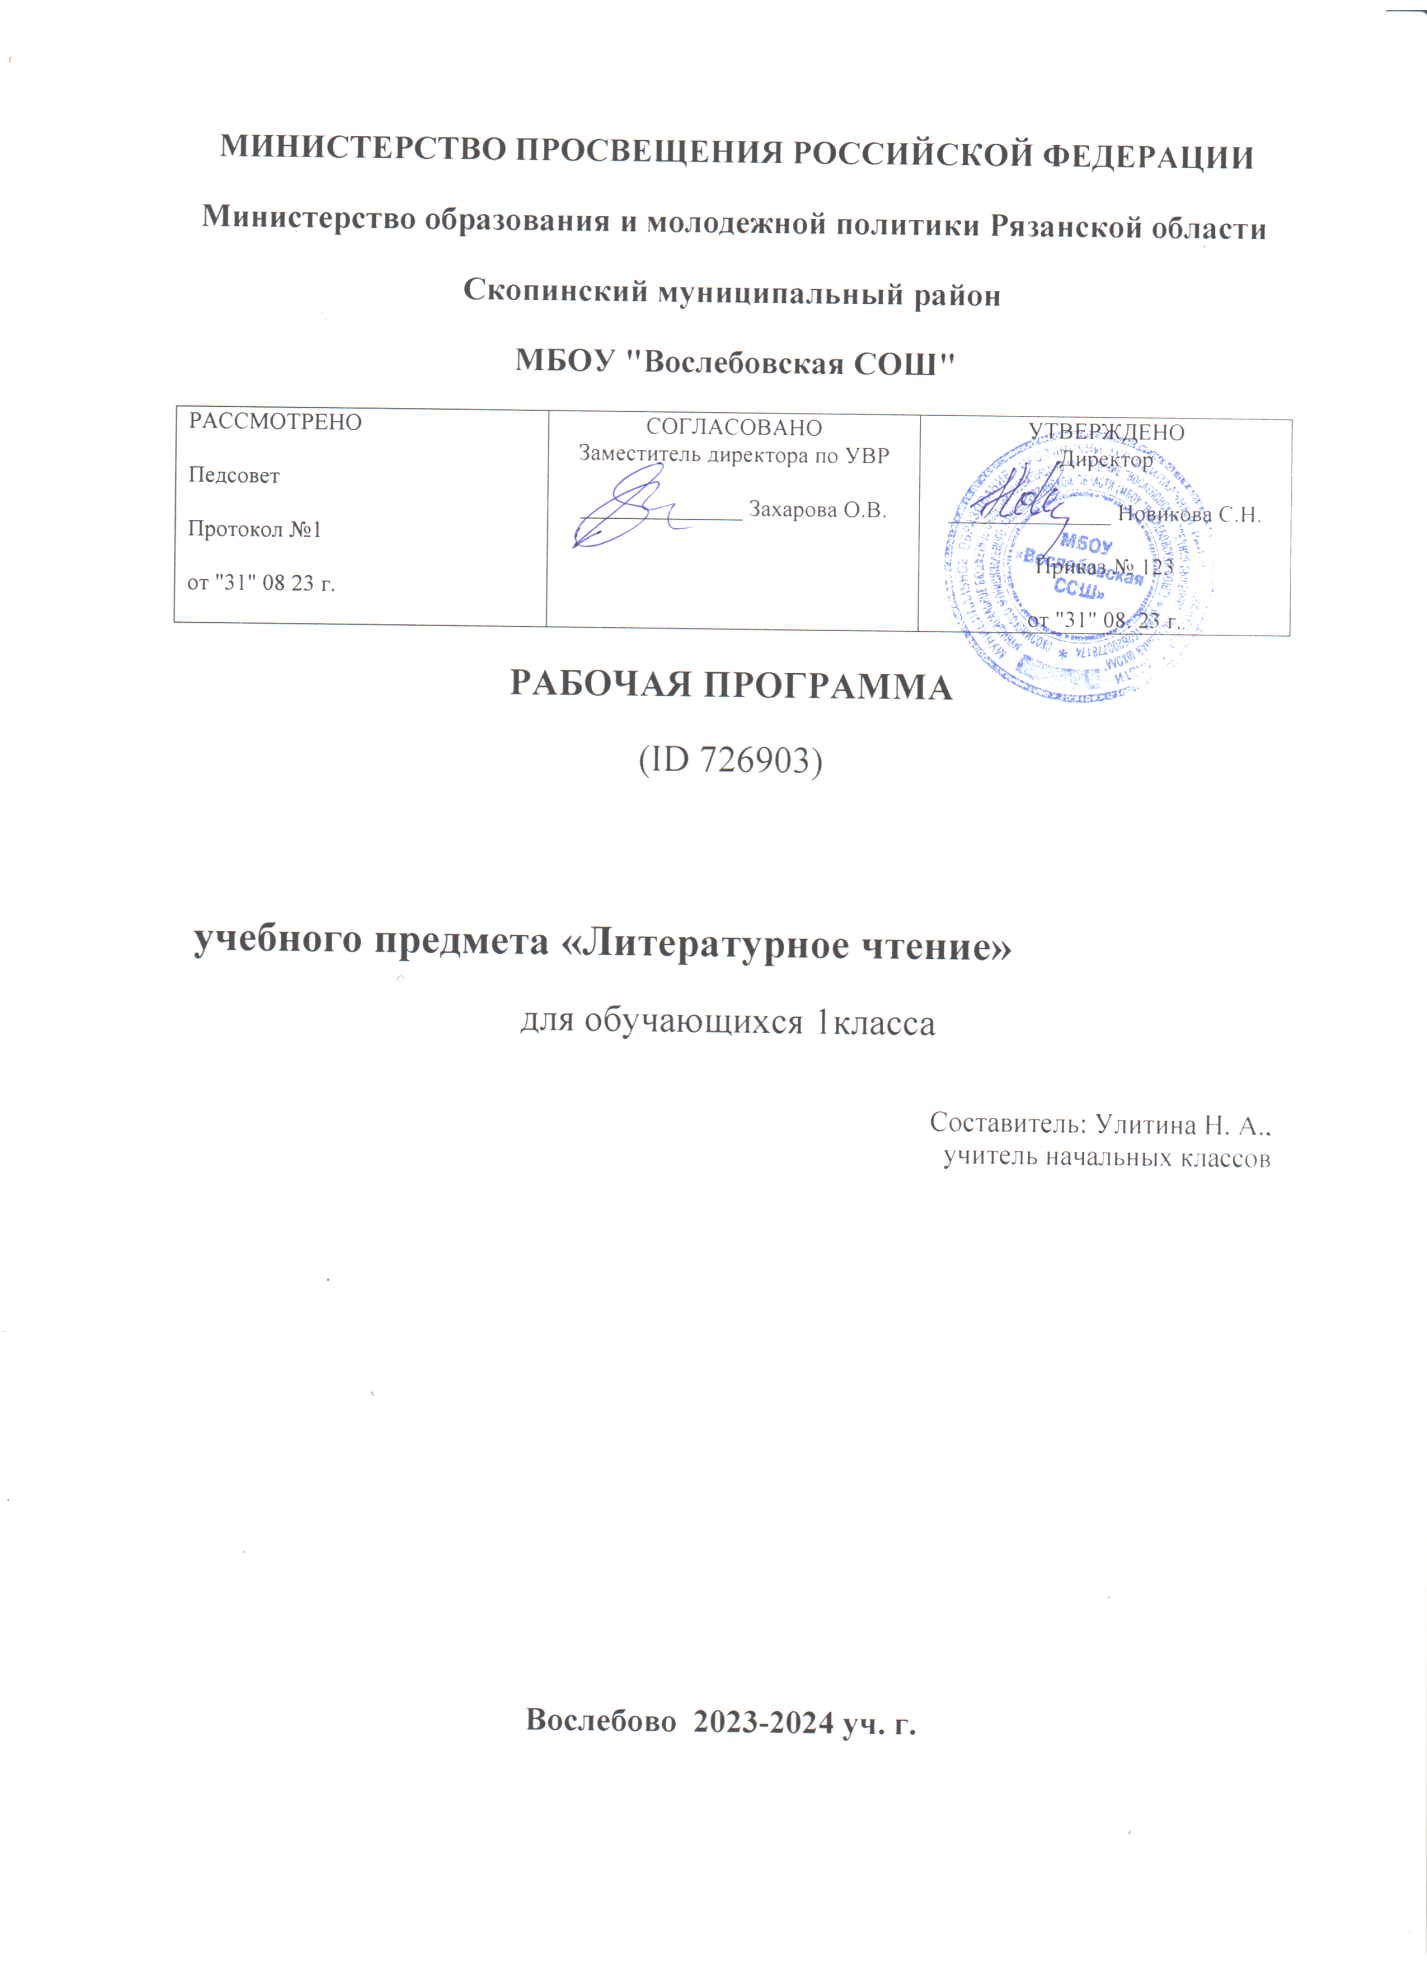 МИНИСТЕРСТВО ПРОСВЕЩЕНИЯ РОССИЙСКОЙ ФЕДЕРАЦИИ
Министерство образования и молодежной политики Рязанской области
Скопинский муниципальный район
МБОУ "Вослебовская СОШ"
РАССМОТРЕНО
Педсовет
Протокол №1
от "31" 08 23 г.
СОГЛАСОВАНО
Заместитель директора по УВР
Захарова О.В.
УТВЕРЖДЕНО
Директор
Новикова С.Н.
Приказ № 123
от "31" 08. 23 г.
МБОУ
«Вослебовская
ССШ»
РАБОЧАЯ ПРОГРАММА
(ID 726903)
учебного предмета «Литературное чтение»
для обучающихся 1класса
Составитель: Улитина Н. А..
учитель начальных классов
Вослебово  2023-2024 уч. г.